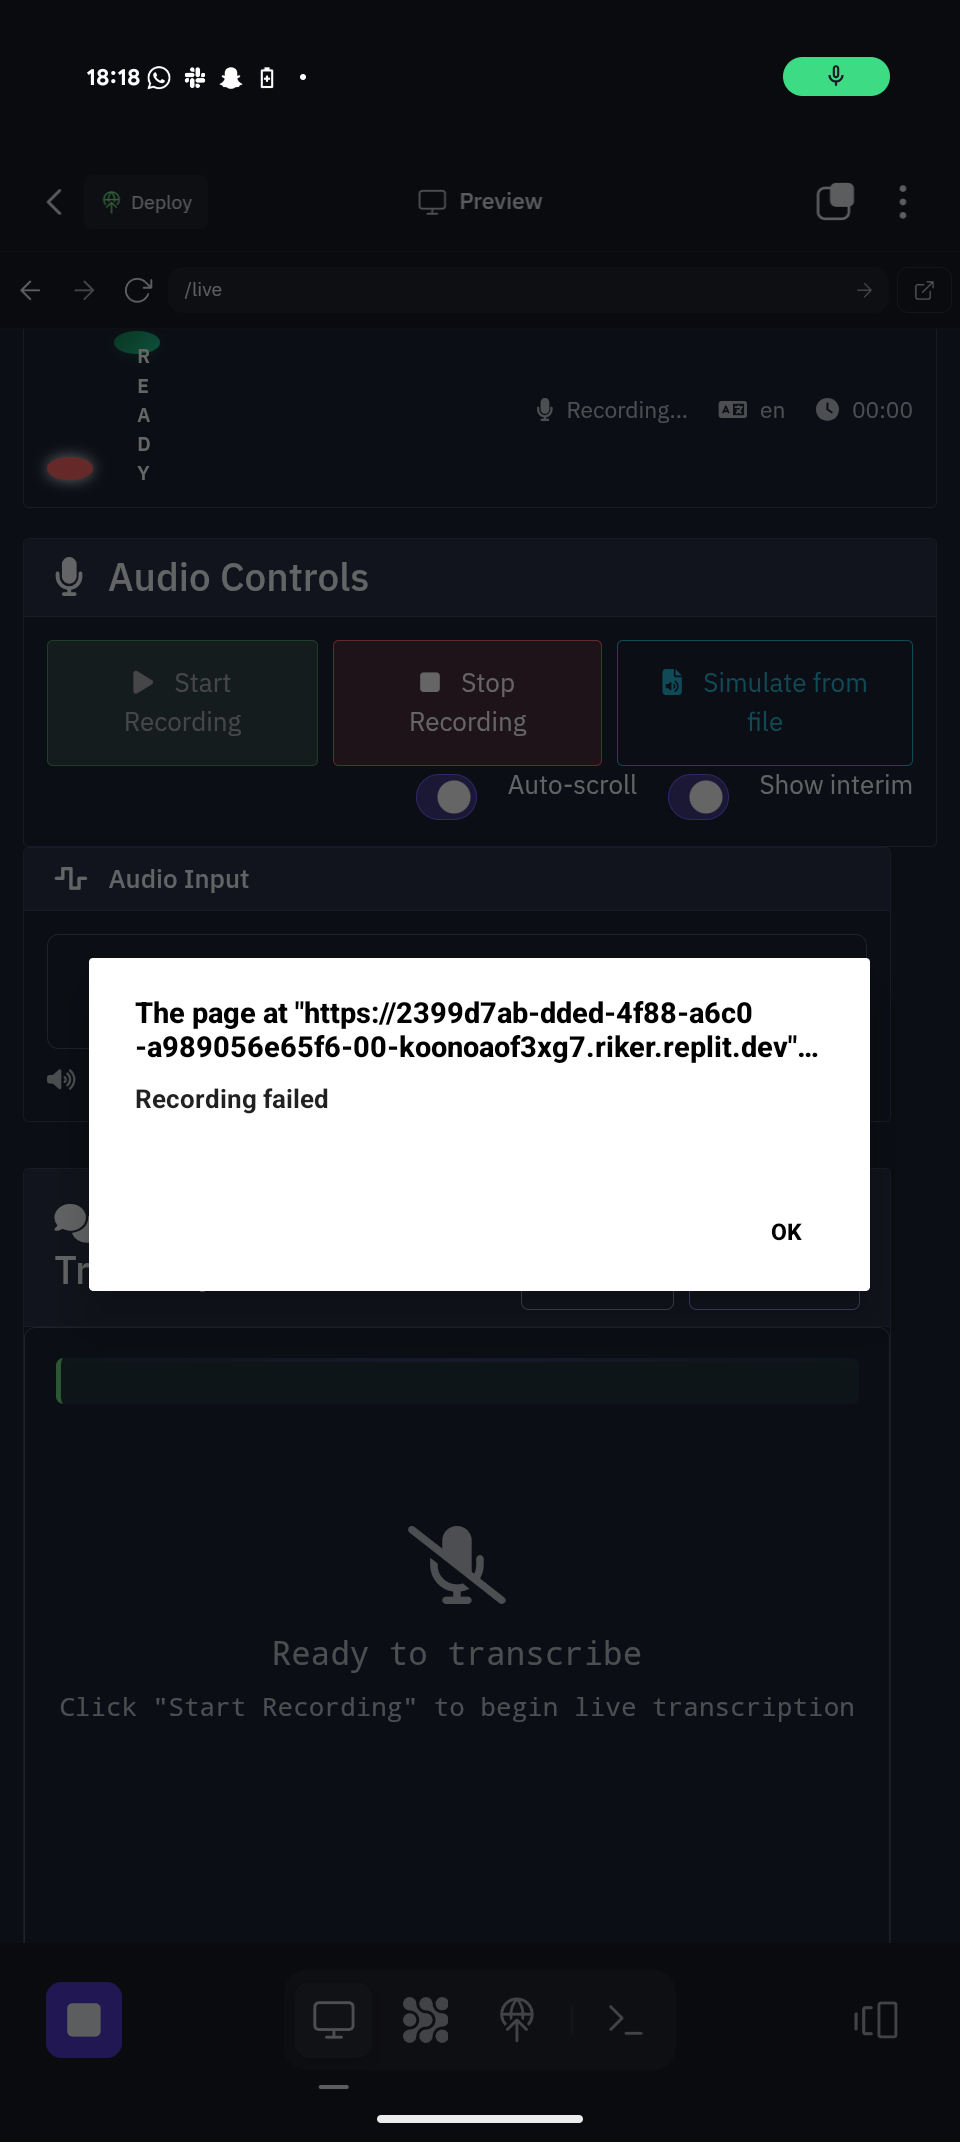 18:18
Deploy
Preview
/live
READY
Recording... en 00:00
Audio Controls
Start
Recording
Stop
Recording
Simulate from
file
Auto-scroll
Show interim
Audio Input
The page at "https://2399d7ab-dded-4f88-a6c0
-a989056e65f6-00-koonoaof3xg7.riker.replit.dev"...
Recording failed
OK
Ready to transcribe
Click "Start Recording" to begin live transcription